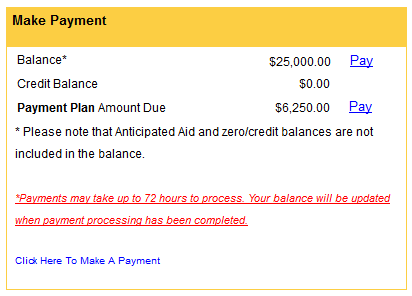 Make Payment
Balance* $25,000.00 Pay
Credit Balance $0.00
Payment Plan Amount Due $6,250.00 Pay
* Please note that Anticipated Aid and zero/credit balances are not
included in the balance.
*Payments may take up to 72 hours to process. Your balance will be updated
when payment processing has been completed.
Click Here To Make A Payment